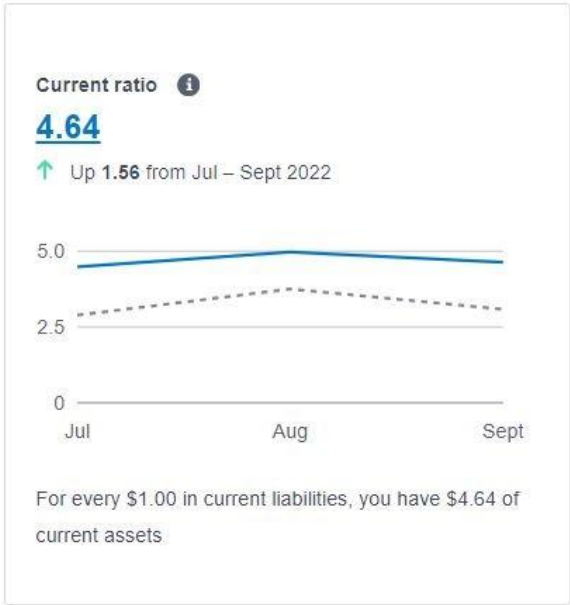 Current ratio
4.64
Up 1.56 from Jul – Sept 2022
5.0
2.5
0
Jul Aug Sept
For every $1.00 in current liabilities, you have $4.64 of
current assets